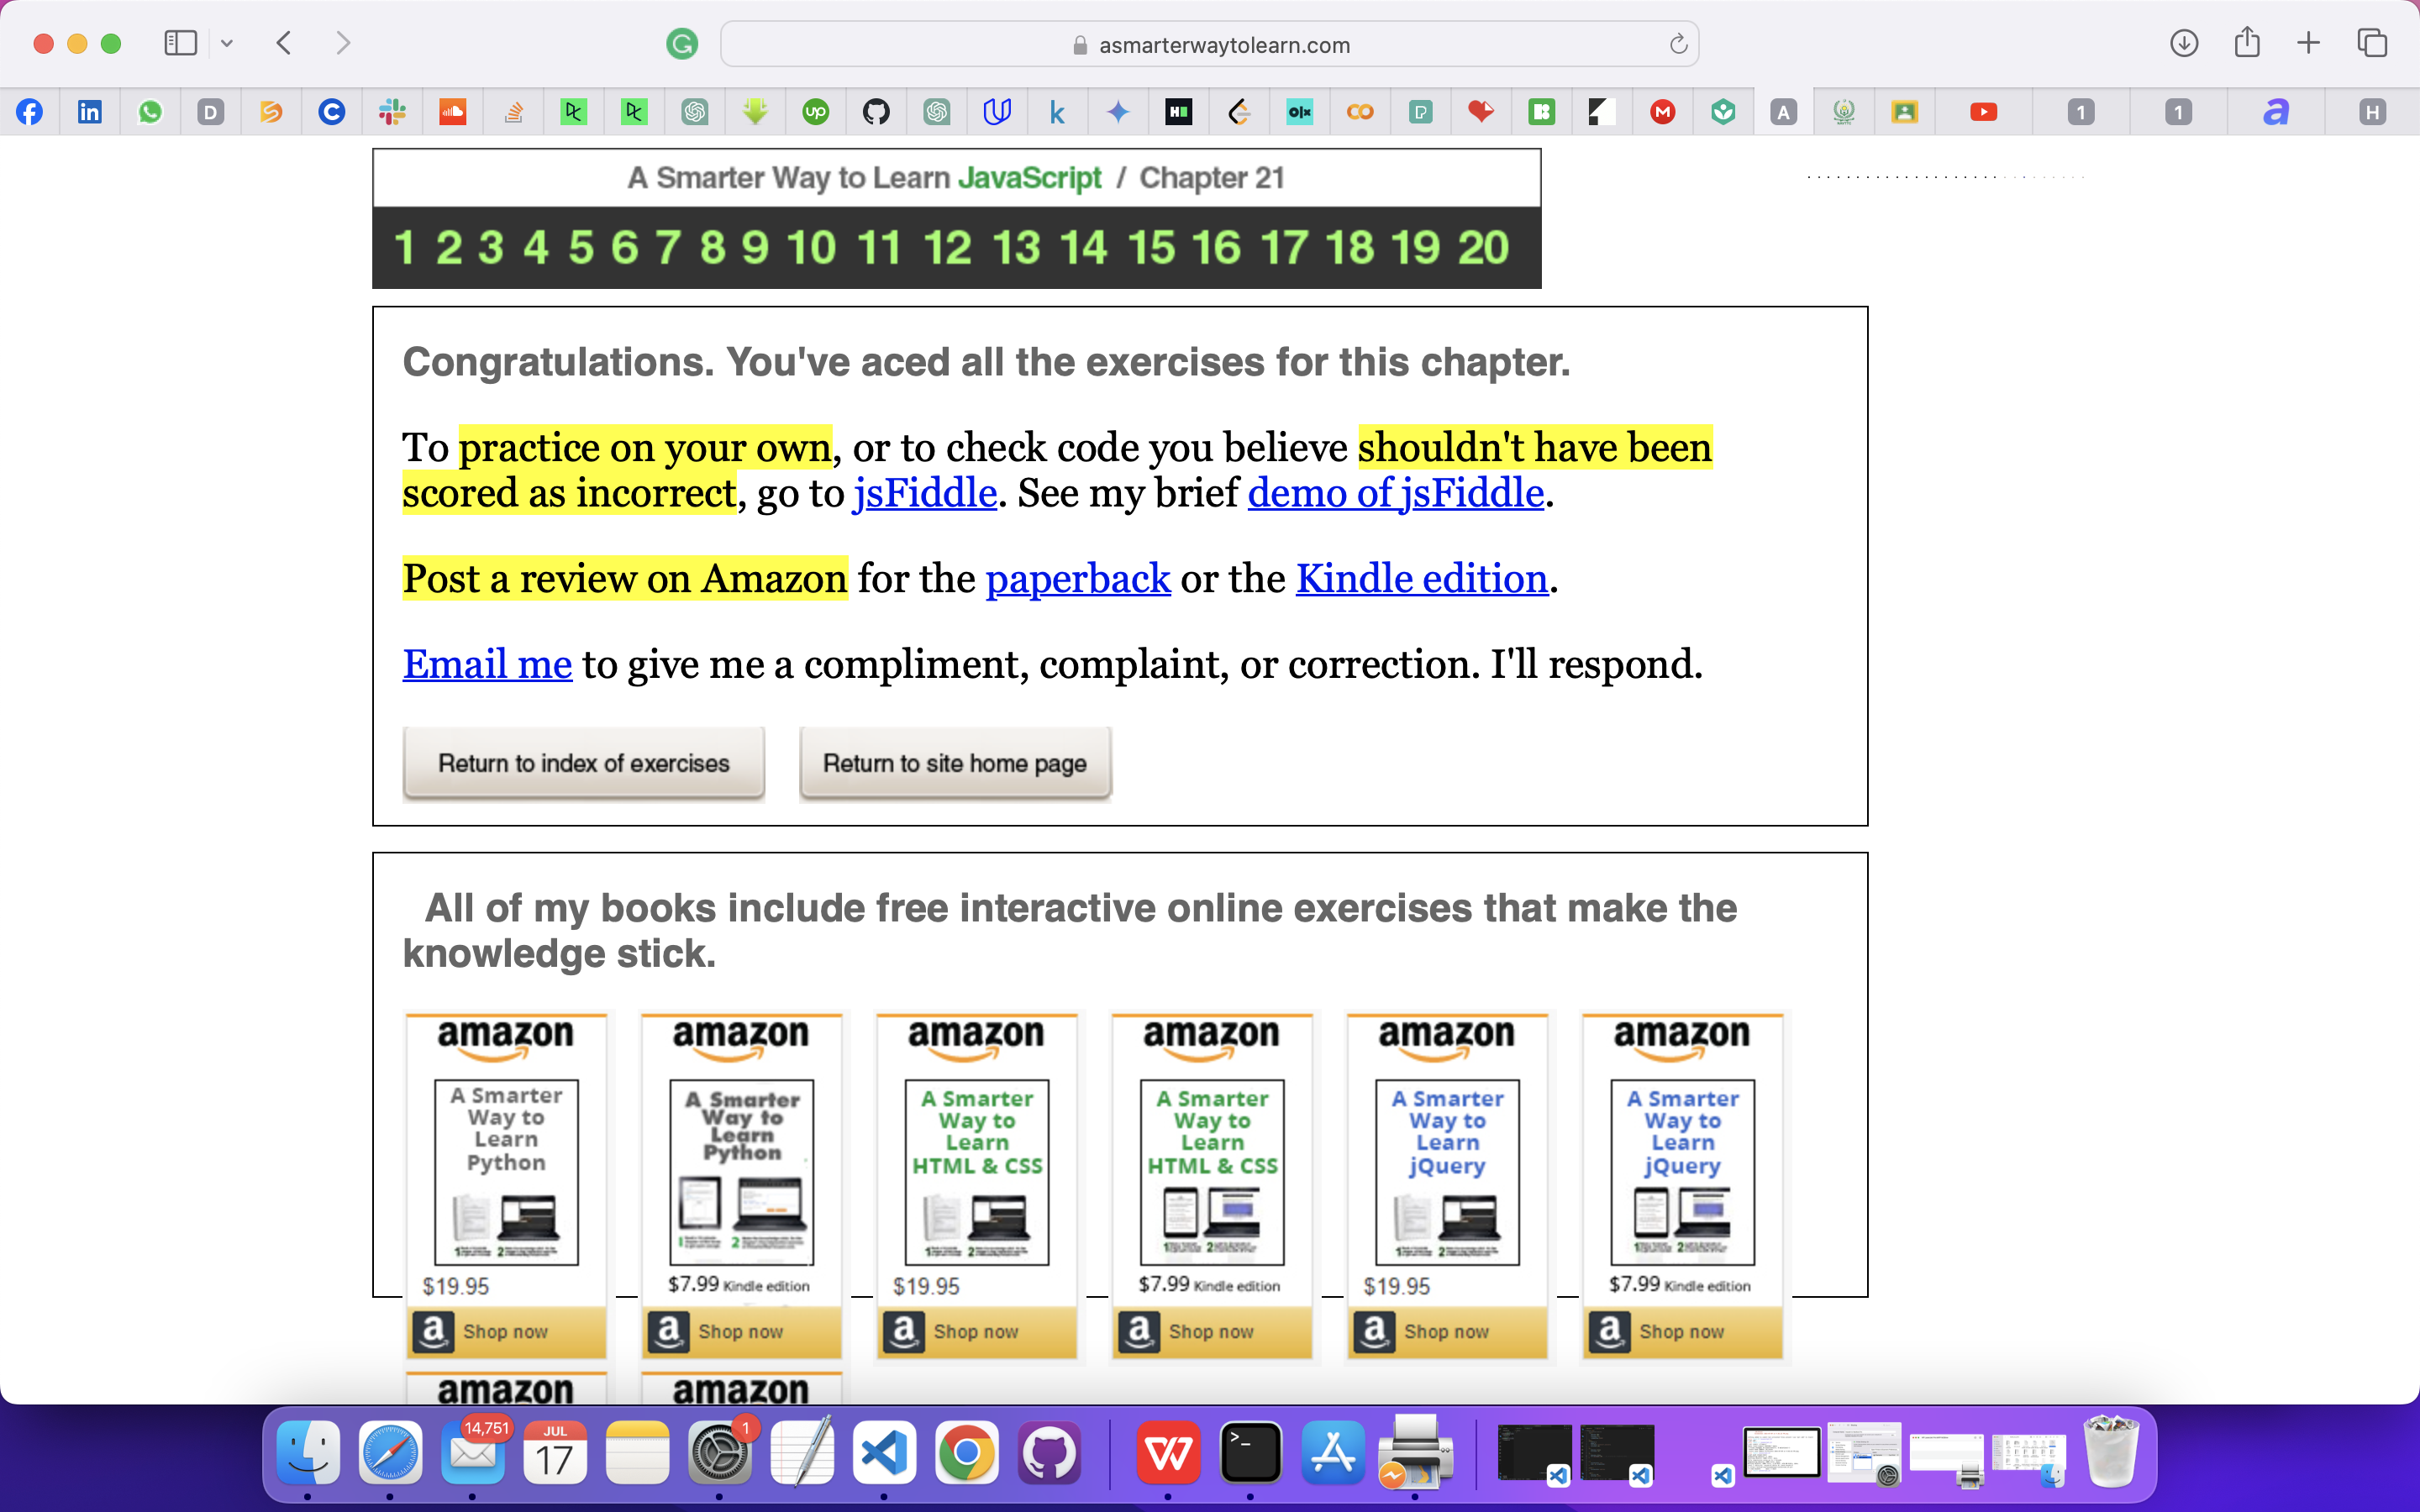 asmarterwaytolearn.com
A Smarter Way to Learn JavaScript / Chapter 21
1 2 3 4 5 6 7 8 9 10 11 12 13 14 15 16 17 18 19 20
Congratulations. You've aced all the exercises for this chapter.
To practice on your own, or to check code you believe shouldn't have been
scored as incorrect, go to jsFiddle. See my brief demo of jsFiddle.
Post a review on Amazon for the paperback or the Kindle edition.
Email me to give me a compliment, complaint, or correction. I'll respond.
Return to index of exercises Return to site home page
All of my books include free interactive online exercises that make the
knowledge stick.
amazon amazon amazon amazon amazon amazon
A Smarter A Smarter A Smarter A Smarter A Smarter A Smarter
Way to Way to Way to Way to Way to Way to
Learn Learn Learn Learn Learn Learn
Python Python HTML & CSS HTML & CSS jQuery jQuery
$19.95 $7.99 Kindle edition $19.95 $7.99 Kindle edition $19.95 $7.99 Kindle edition
Shop now Shop now Shop now Shop now Shop now Shop now
amazon amazon
14,751 JUL 1
17